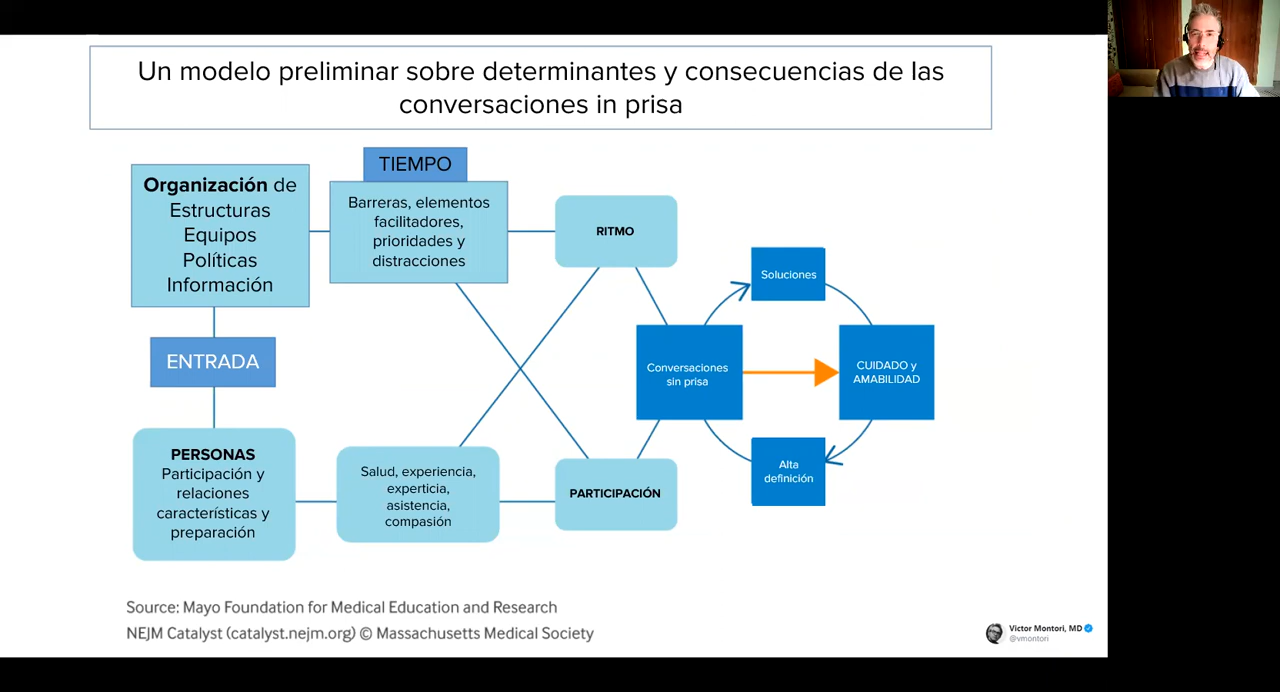 Un modelo preliminar sobre determinantes y consecuencias de las
conversaciones in prisa
Organización de
Estructuras
Equipos
Políticas
Información
TIEMPO
Barreras, elementos
facilitadores,
prioridades y
distracciones
RITMO
ENTRADA
PERSONAS
Participación y
relaciones
características y
preparación
Salud, experiencia,
experticia,
asistencia,
compasión
PARTICIPACIÓN
Conversaciones
sin prisa
Soluciones
CUIDADO y
AMABILIDAD
Alta
definición
Source: Mayo Foundation for Medical Education and Research
NEJM Catalyst (catalyst.nejm.org) © Massachusetts Medical Society
Victor Montori, MD
@vmontori